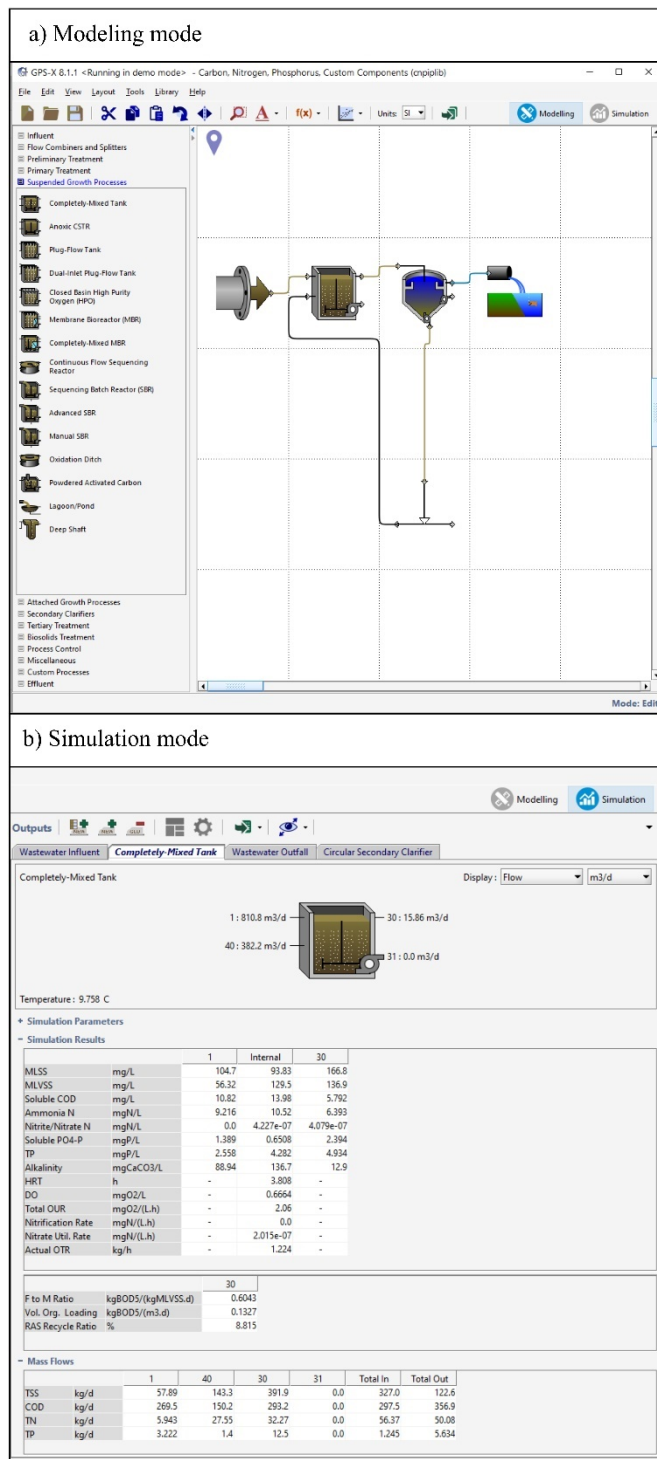 a) Modeling mode
GPS-X 8.1.1 <Running in demo mode> - Carbon, Nitrogen, Phosphorus, Custom Components (cnpiplib)
File Edit View Layout Tools Library Help
A f(x) Units: SI Modelling Simulation
Influent
Flow Combiners and Splitters
Preliminary Treatment
Primary Treatment
Suspended Growth Processes
Completely-Mixed Tank
Anoxic CSTR
Plug-Flow Tank
Dual-Inlet Plug-Flow Tank
Closed Basin High Purity
Oxygen (HPO)
Membrane Bioreactor (MBR)
Completely-Mixed MBR
Continuous Flow Sequencing
Reactor
Sequencing Batch Reactor (SBR)
Advanced SBR
Manual SBR
Oxidation Ditch
Powdered Activated Carbon
Lagoon/Pond
Deep Shaft
Attached Growth Processes
Secondary Clarifiers
Tertiary Treatment
Biosolids Treatment
Process Control
Miscellaneous
Custom Processes
Effluent
Mode: Edit
b) Simulation mode
Modelling Simulation
Outputs
Wastewater Influent Completely-Mixed Tank Wastewater Outfall Circular Secondary Clarifier
Completely-Mixed Tank Display : Flow m3/d
1 : 810.8 m3/d 30 : 15.86 m3/d
40 : 382.2 m3/d
31 : 0.0 m3/d
Temperature : 9.758 C
+ Simulation Parameters
- Simulation Results
1 Internal 30
MLSS mg/L 104.7 93.83 166.8
MLVSS mg/L 56.32 129.5 136.9
Soluble COD mg/L 10.82 13.98 5.792
Ammonia N mgN/L 9.216 10.52 6.393
Nitrite/Nitrate N mgN/L 0.0 4.227e-07 4.079e-07
Soluble PO4-P mgP/L 1.389 0.6508 2.394
TP mgP/L 2.558 4.282 4.934
Alkalinity mgCaCO3/L 88.94 136.7 12.9
HRT h - 3.808 -
DO mgO2/L - 0.6664 -
Total OUR mgO2/(L.h) - 2.06 -
Nitrification Rate mgN/(L.h) - 0.0 -
Nitrate Util. Rate mgN/(L.h) - 2.015e-07 -
Actual OTR kg/h - 1.224 -
30
F to M Ratio kgBOD5/(kgMLVSS.d) 0.6043
Vol. Org. Loading kgBOD5/(m3.d) 0.1327
RAS Recycle Ratio % 8.815
- Mass Flows
1 40 30 31 Total In Total Out
TSS kg/d 57.89 143.3 391.9 0.0 327.0 122.6
COD kg/d 269.5 150.2 293.2 0.0 297.5 356.9
TN kg/d 5.943 27.55 32.27 0.0 56.37 50.08
TP kg/d 3.222 1.4 12.5 0.0 1.245 5.634